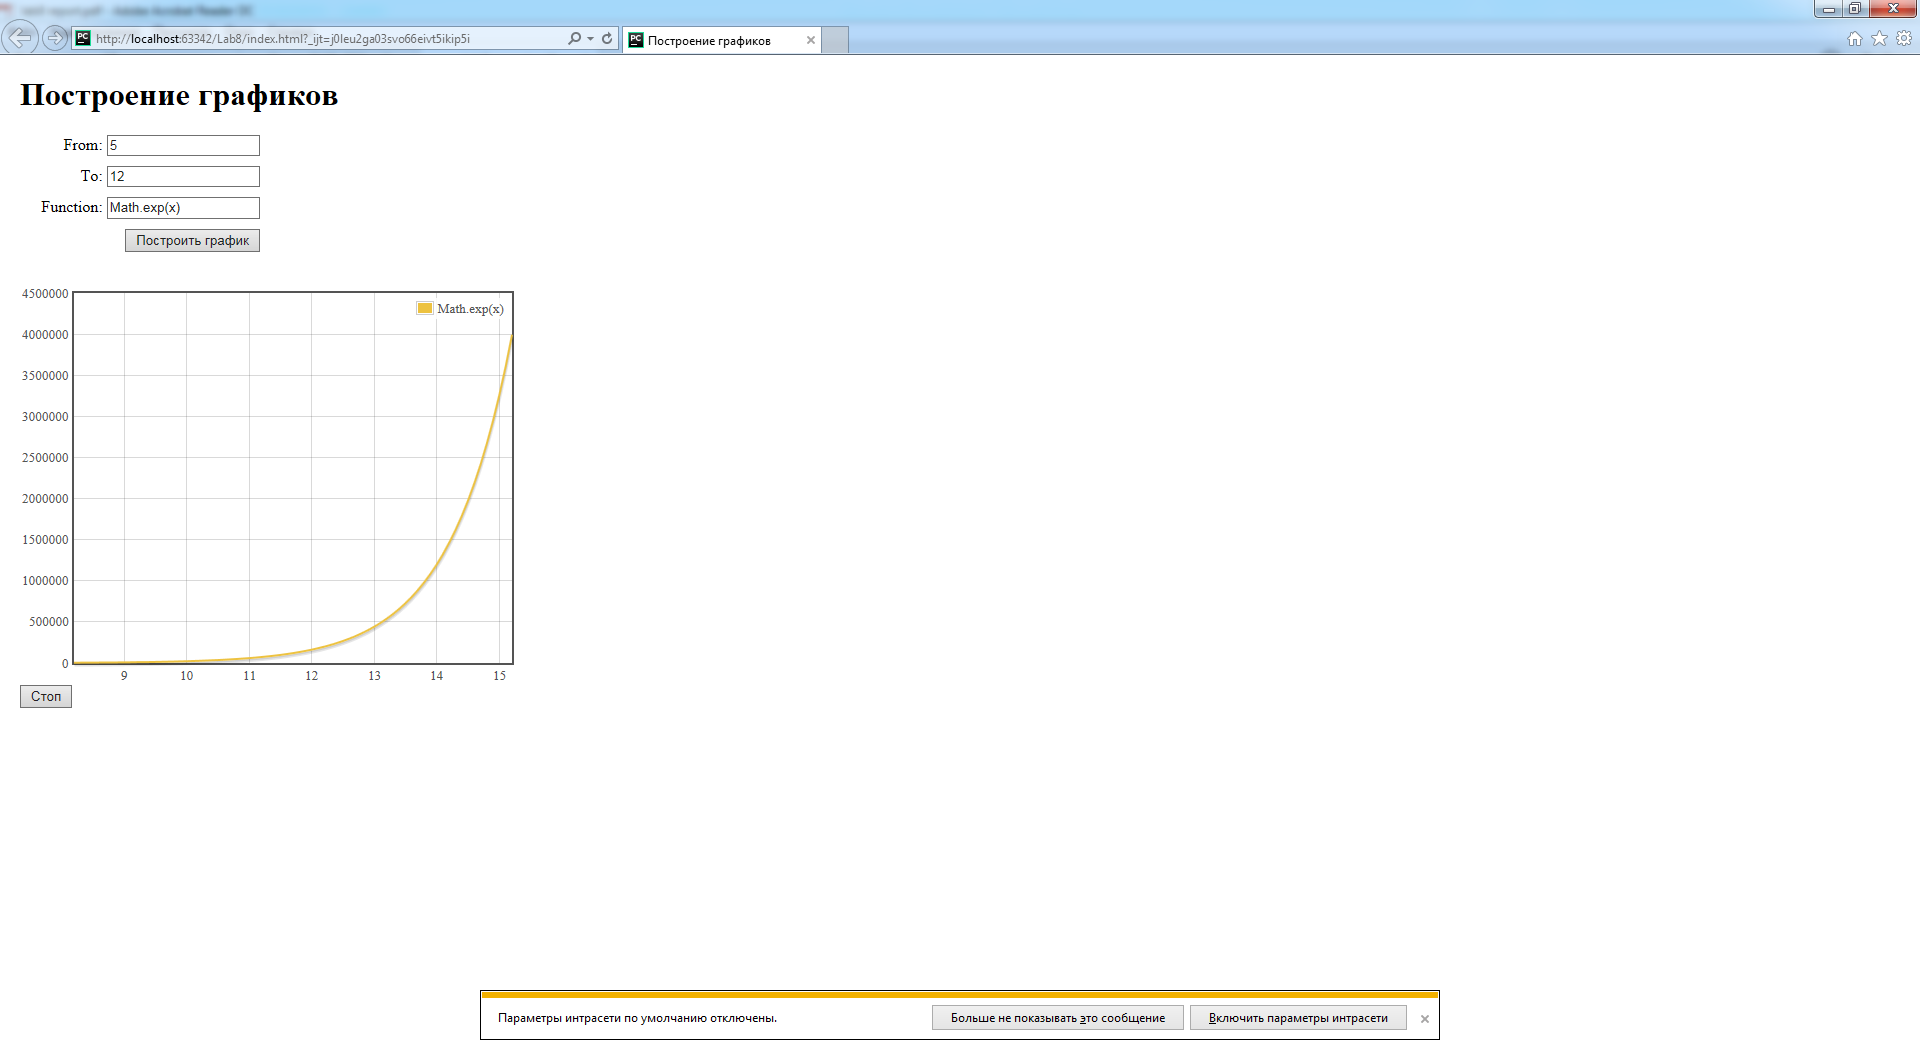 http://localhost:63342/Lab8/index.html?_ijt=j0leu2ga03svo66eivt5ikip5i
PC
Построение графиков
Построение графиков
From: 5
To: 12
Function: Math.exp(x)
Построить график
4500000
Math.exp(x)
4000000
3500000
3000000
2500000
2000000
1500000
1000000
500000
0
9 10 11 12 13 14 15
Стоп
Параметры интрасети по умолчанию отключены.
Больше не показывать это сообщение
Включить параметры интрасети